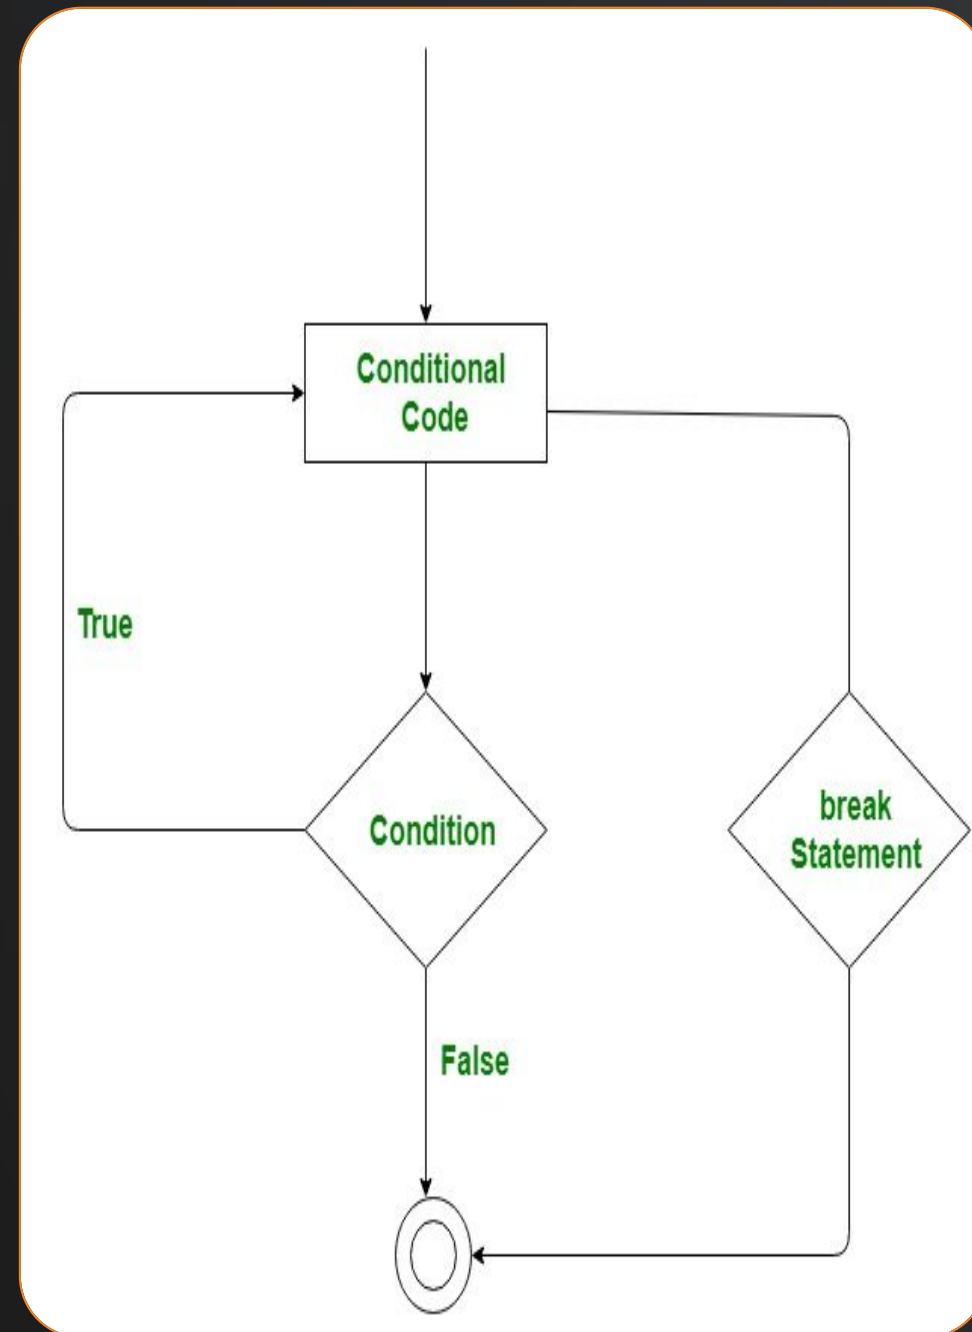 Conditional
Code
True
Condition
break
Statement
False